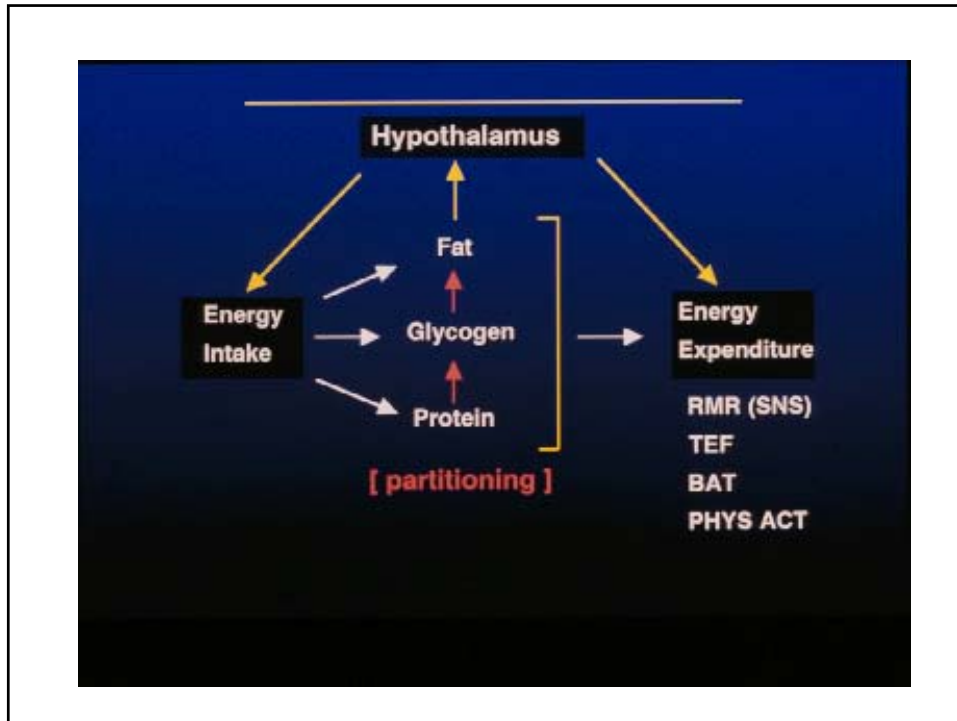 Hypothalamus
Fat
Energy
Intake
Glycogen
Protein
[ partitioning ]
Energy
Expenditure
RMR (SNS)
TEF
BAT
PHYS ACT